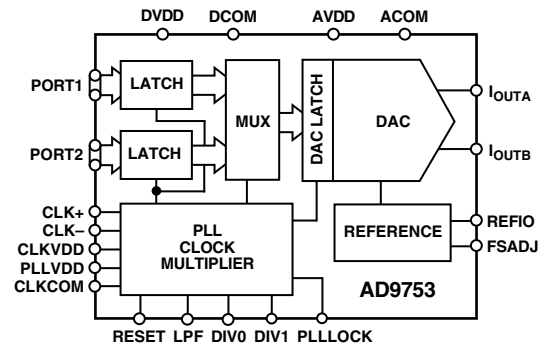 DVDD DCOM AVDD ACOM
PORT1
LATCH
PORT2
LATCH
MUX
DAC LATCH
DAC
IOUTA
IOUTB
CLK+
CLK–
CLKVDD
PLLVDD
CLKCOM
PLL
CLOCK
MULTIPLIER
REFERENCE
REFIO
FSADJ
AD9753
RESET LPF DIV0 DIV1 PLLLOCK